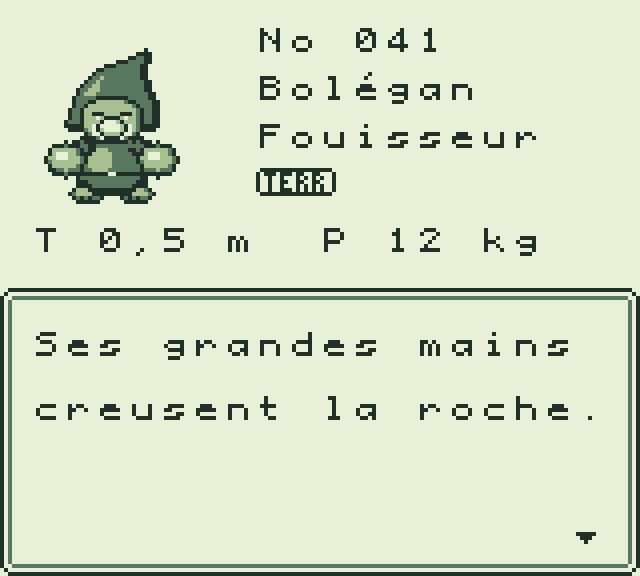 No 041
Bolégan
Fouisseur
TERR
T 0,5 m P 12 kg
Ses grandes mains
creusent la roche.